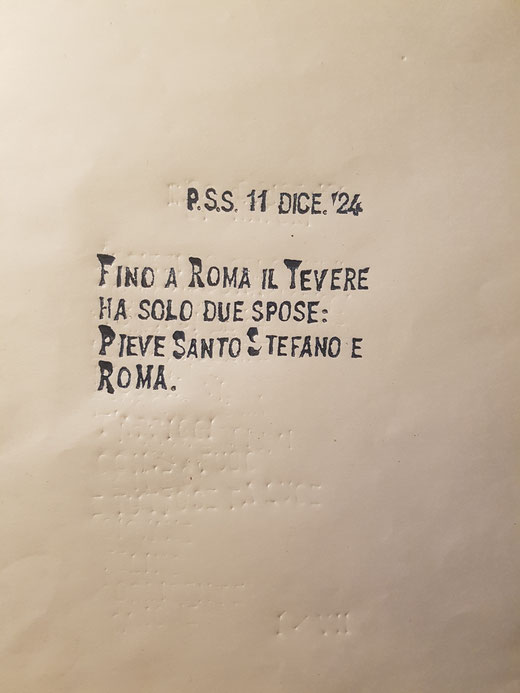 P.S.S. 11 DICE. '24
FINO A ROMA IL TEVERE
HA SOLO DUE SPOSE:
PIEVE SANTO STEFANO E
ROMA.